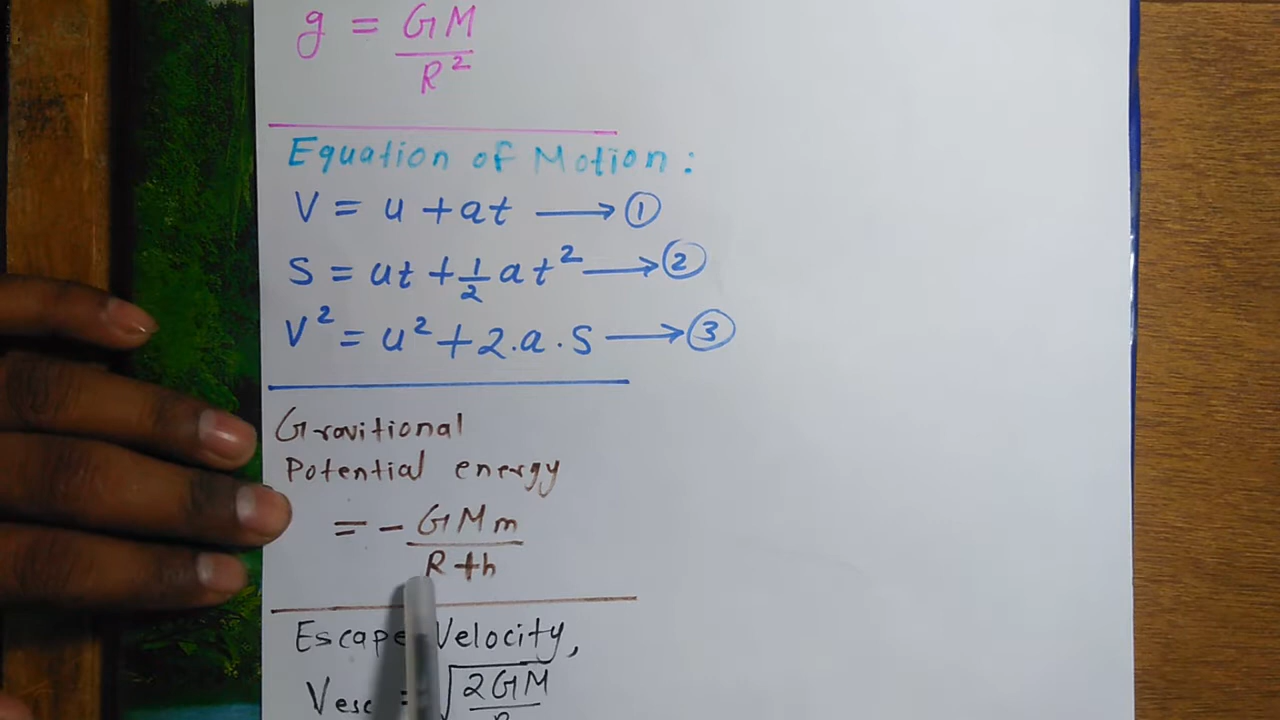 g = GM/R²
Equation of Motion:
V = u + at → ①
S = ut + 1/2 at² → ②
V² = u² + 2.a.S → ③
Gravitional
Potential energy
= - GMm/R+h
Escape Velocity,
Vesc = √2GM